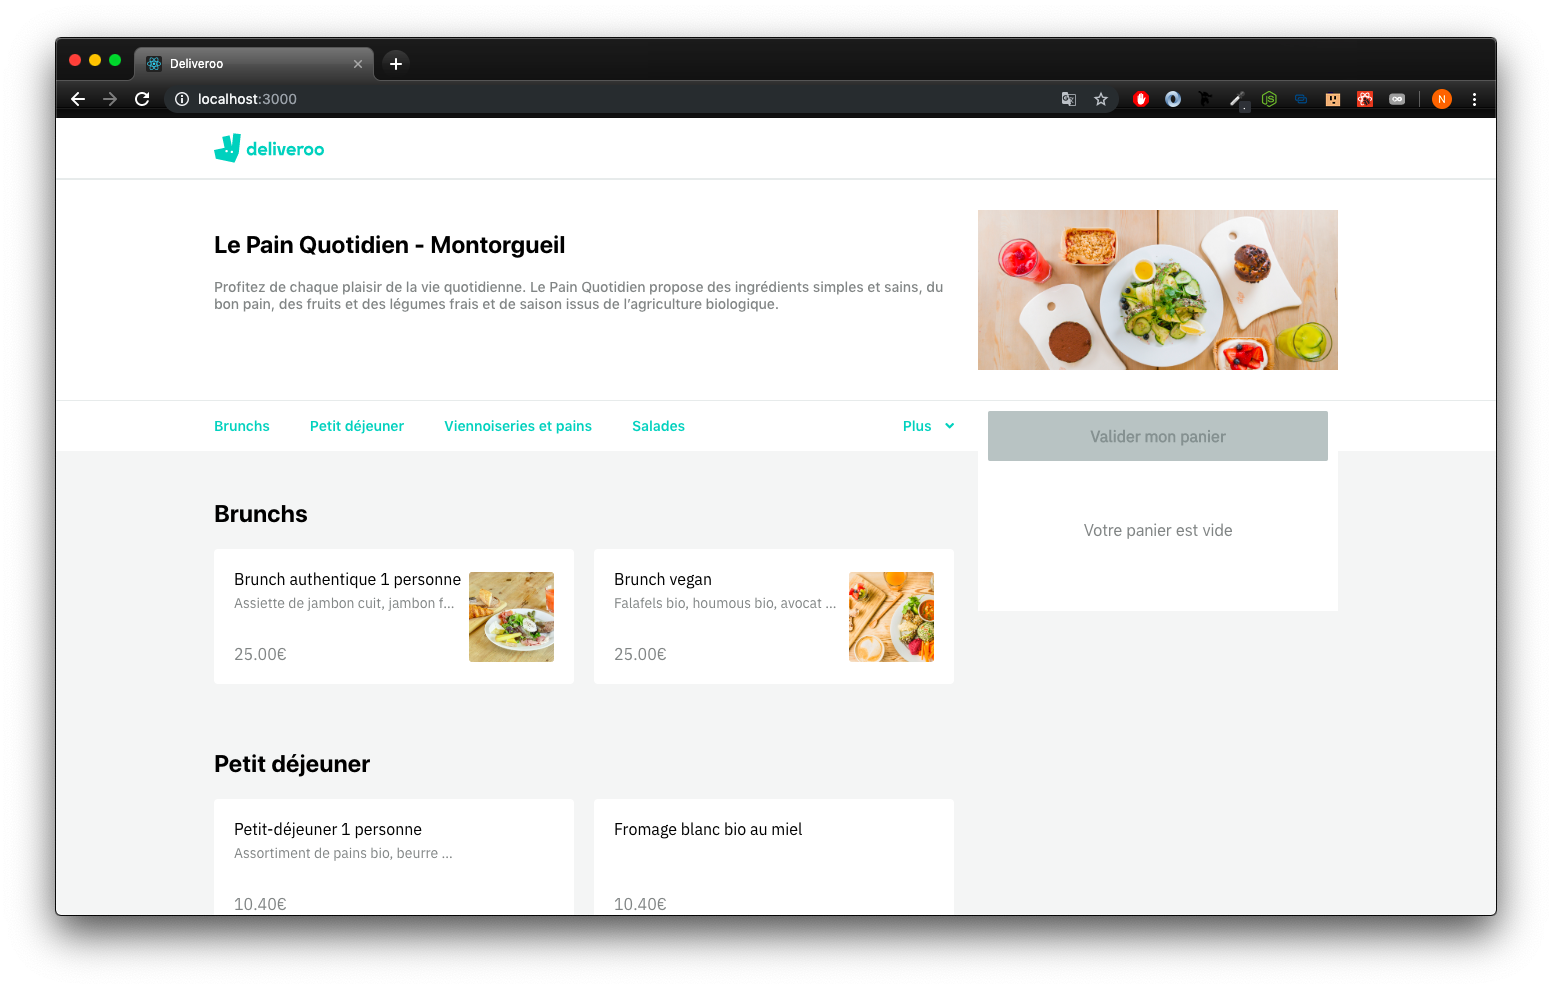 Deliveroo
localhost:3000
N
deliveroo
Le Pain Quotidien - Montorgueil
Profitez de chaque plaisir de la vie quotidienne. Le Pain Quotidien propose des ingrédients simples et sains, du
bon pain, des fruits et des légumes frais et de saison issus de l’agriculture biologique.
Brunchs Petit déjeuner Viennoiseries et pains Salades Plus
Valider mon panier
Votre panier est vide
Brunchs
Brunch authentique 1 personne
Assiette de jambon cuit, jambon f...
25.00€
Brunch vegan
Falafels bio, houmous bio, avocat ...
25.00€
Petit déjeuner
Petit-déjeuner 1 personne
Assortiment de pains bio, beurre ...
10.40€
Fromage blanc bio au miel
10.40€